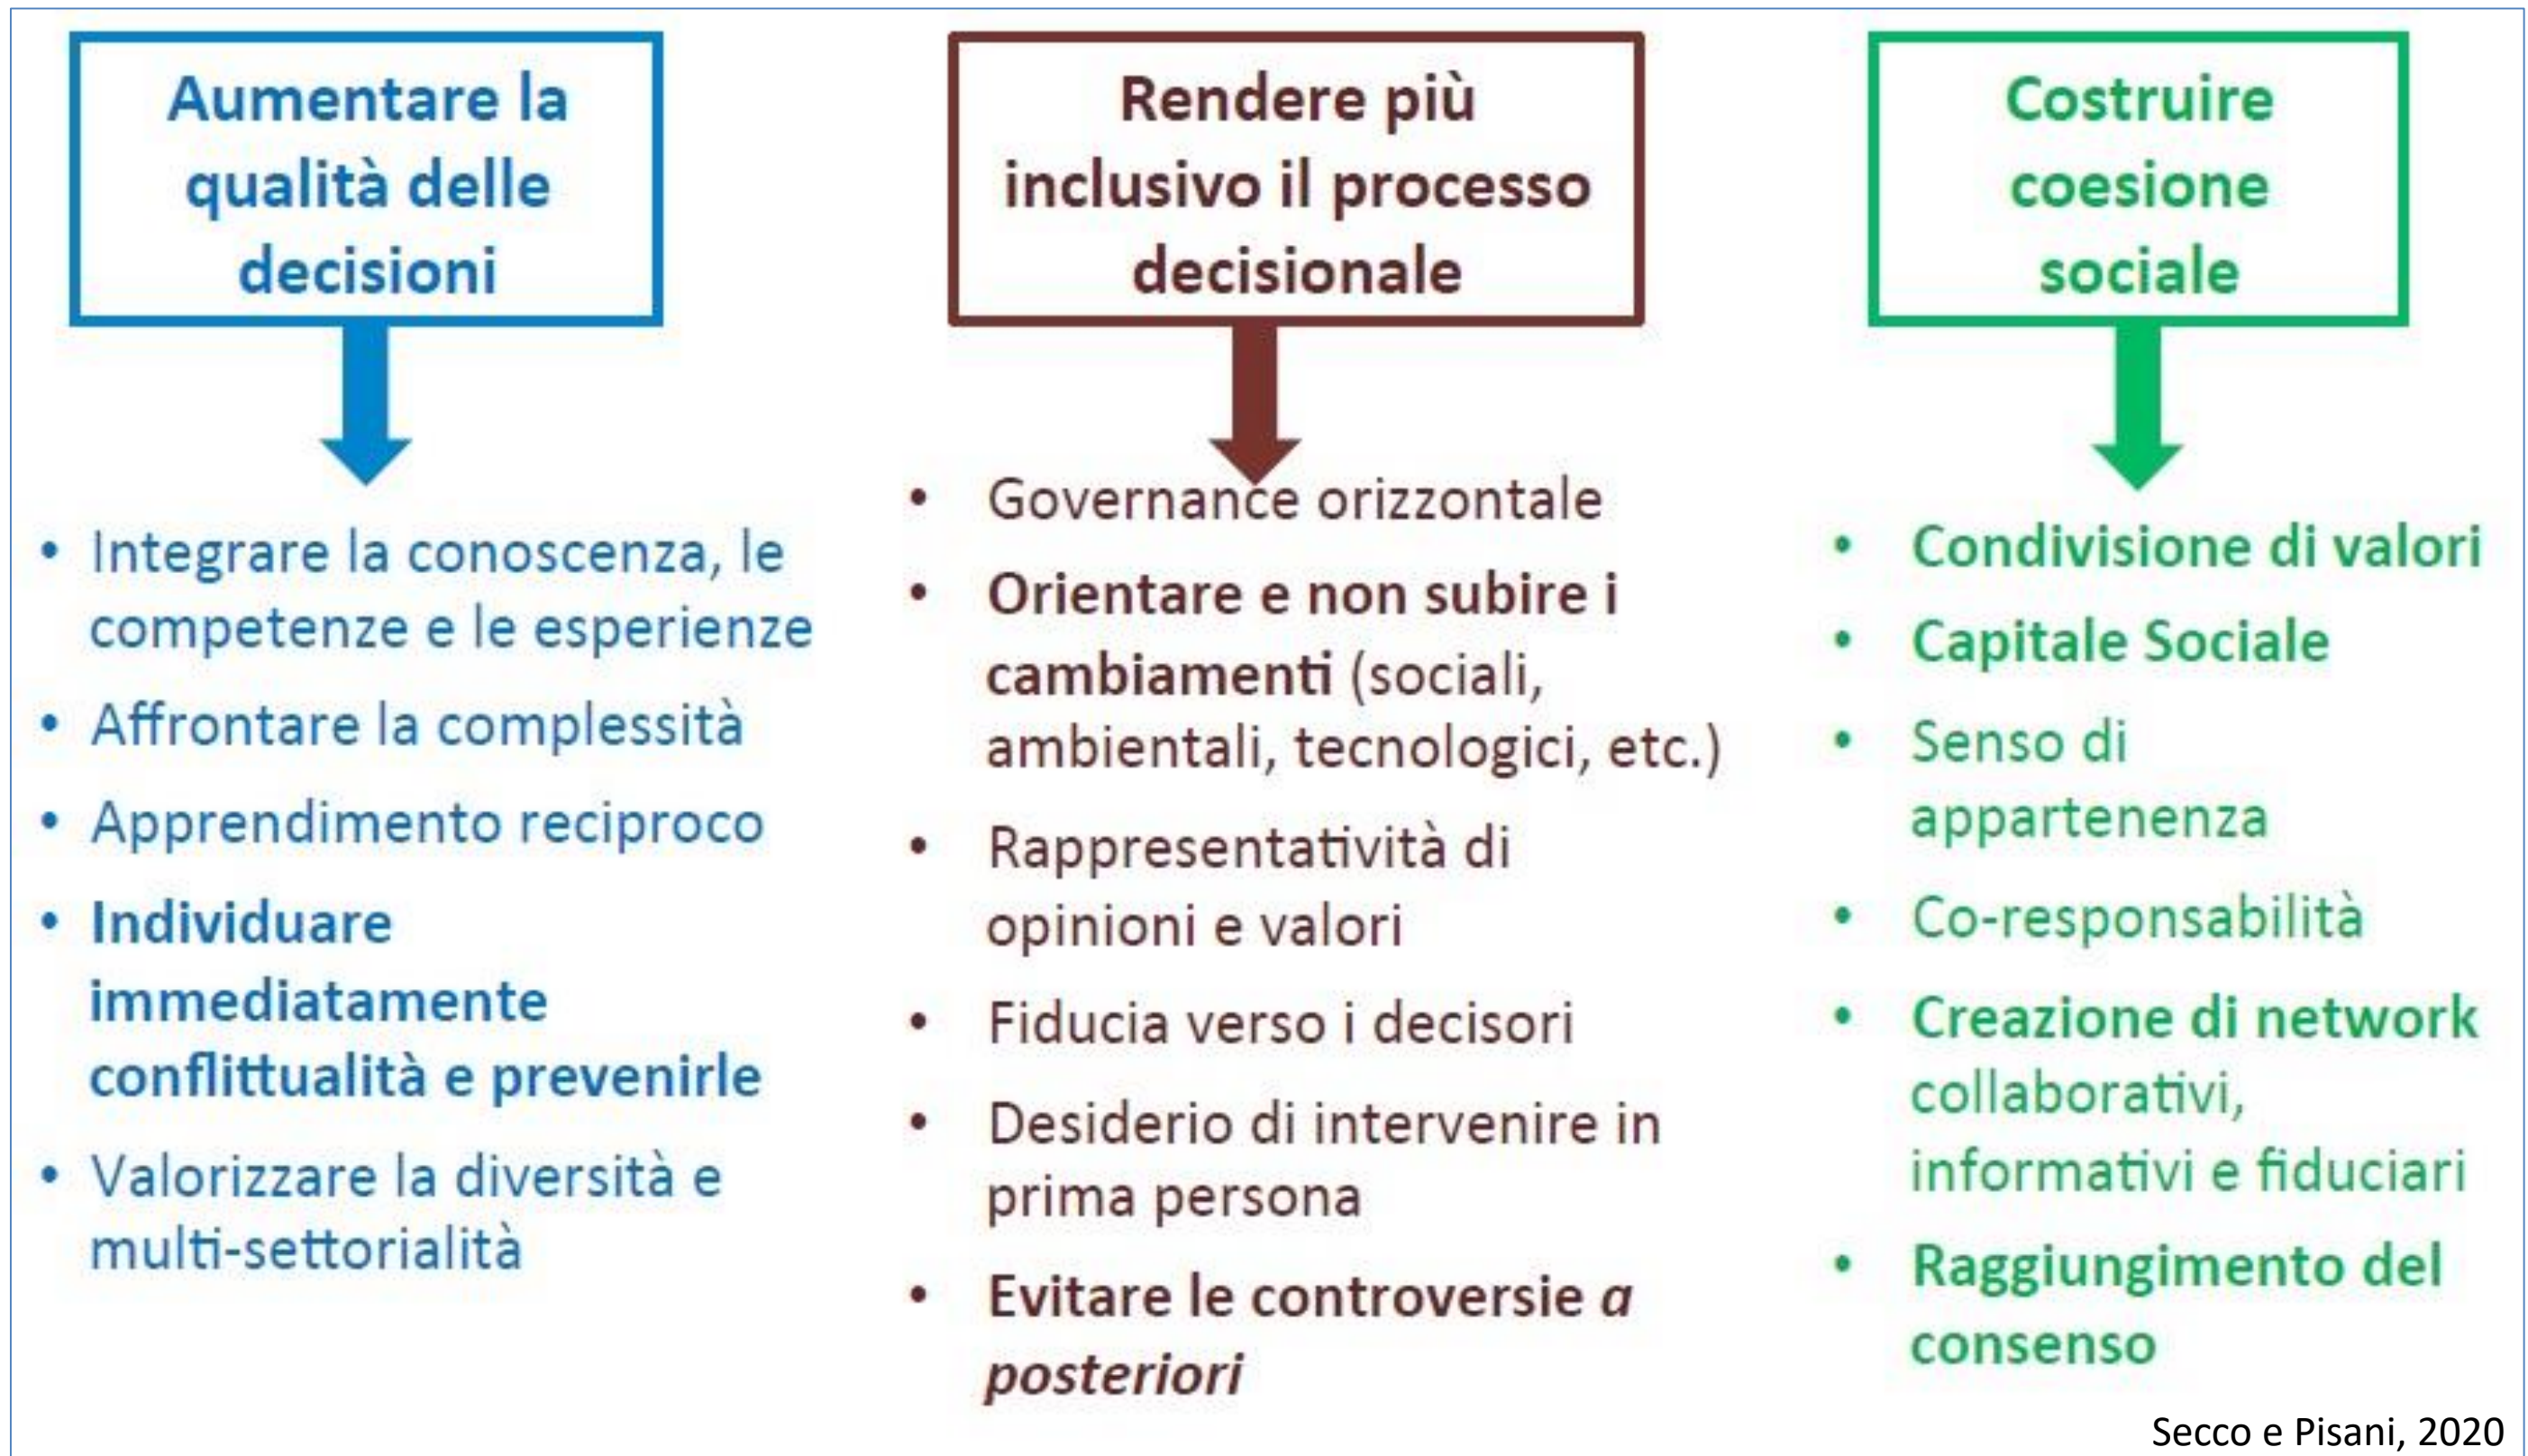 Aumentare la
qualità delle
decisioni
• Integrare la conoscenza, le
competenze e le esperienze
• Affrontare la complessità
• Apprendimento reciproco
• Individuare
immediatamente
conflittualità e prevenirle
• Valorizzare la diversità e
multi-settorialità
Rendere più
inclusivo il processo
decisionale
• Governance orizzontale
• Orientare e non subire i
cambiamenti (sociali,
ambientali, tecnologici, etc.)
• Rappresentatività di
opinioni e valori
• Fiducia verso i decisori
• Desiderio di intervenire in
prima persona
• Evitare le controversie a
posteriori
Costruire
coesione
sociale
• Condivisione di valori
• Capitale Sociale
• Senso di
appartenenza
• Co-responsabilità
• Creazione di network
collaborativi,
informativi e fiduciari
• Raggiungimento del
consenso
Secco e Pisani, 2020